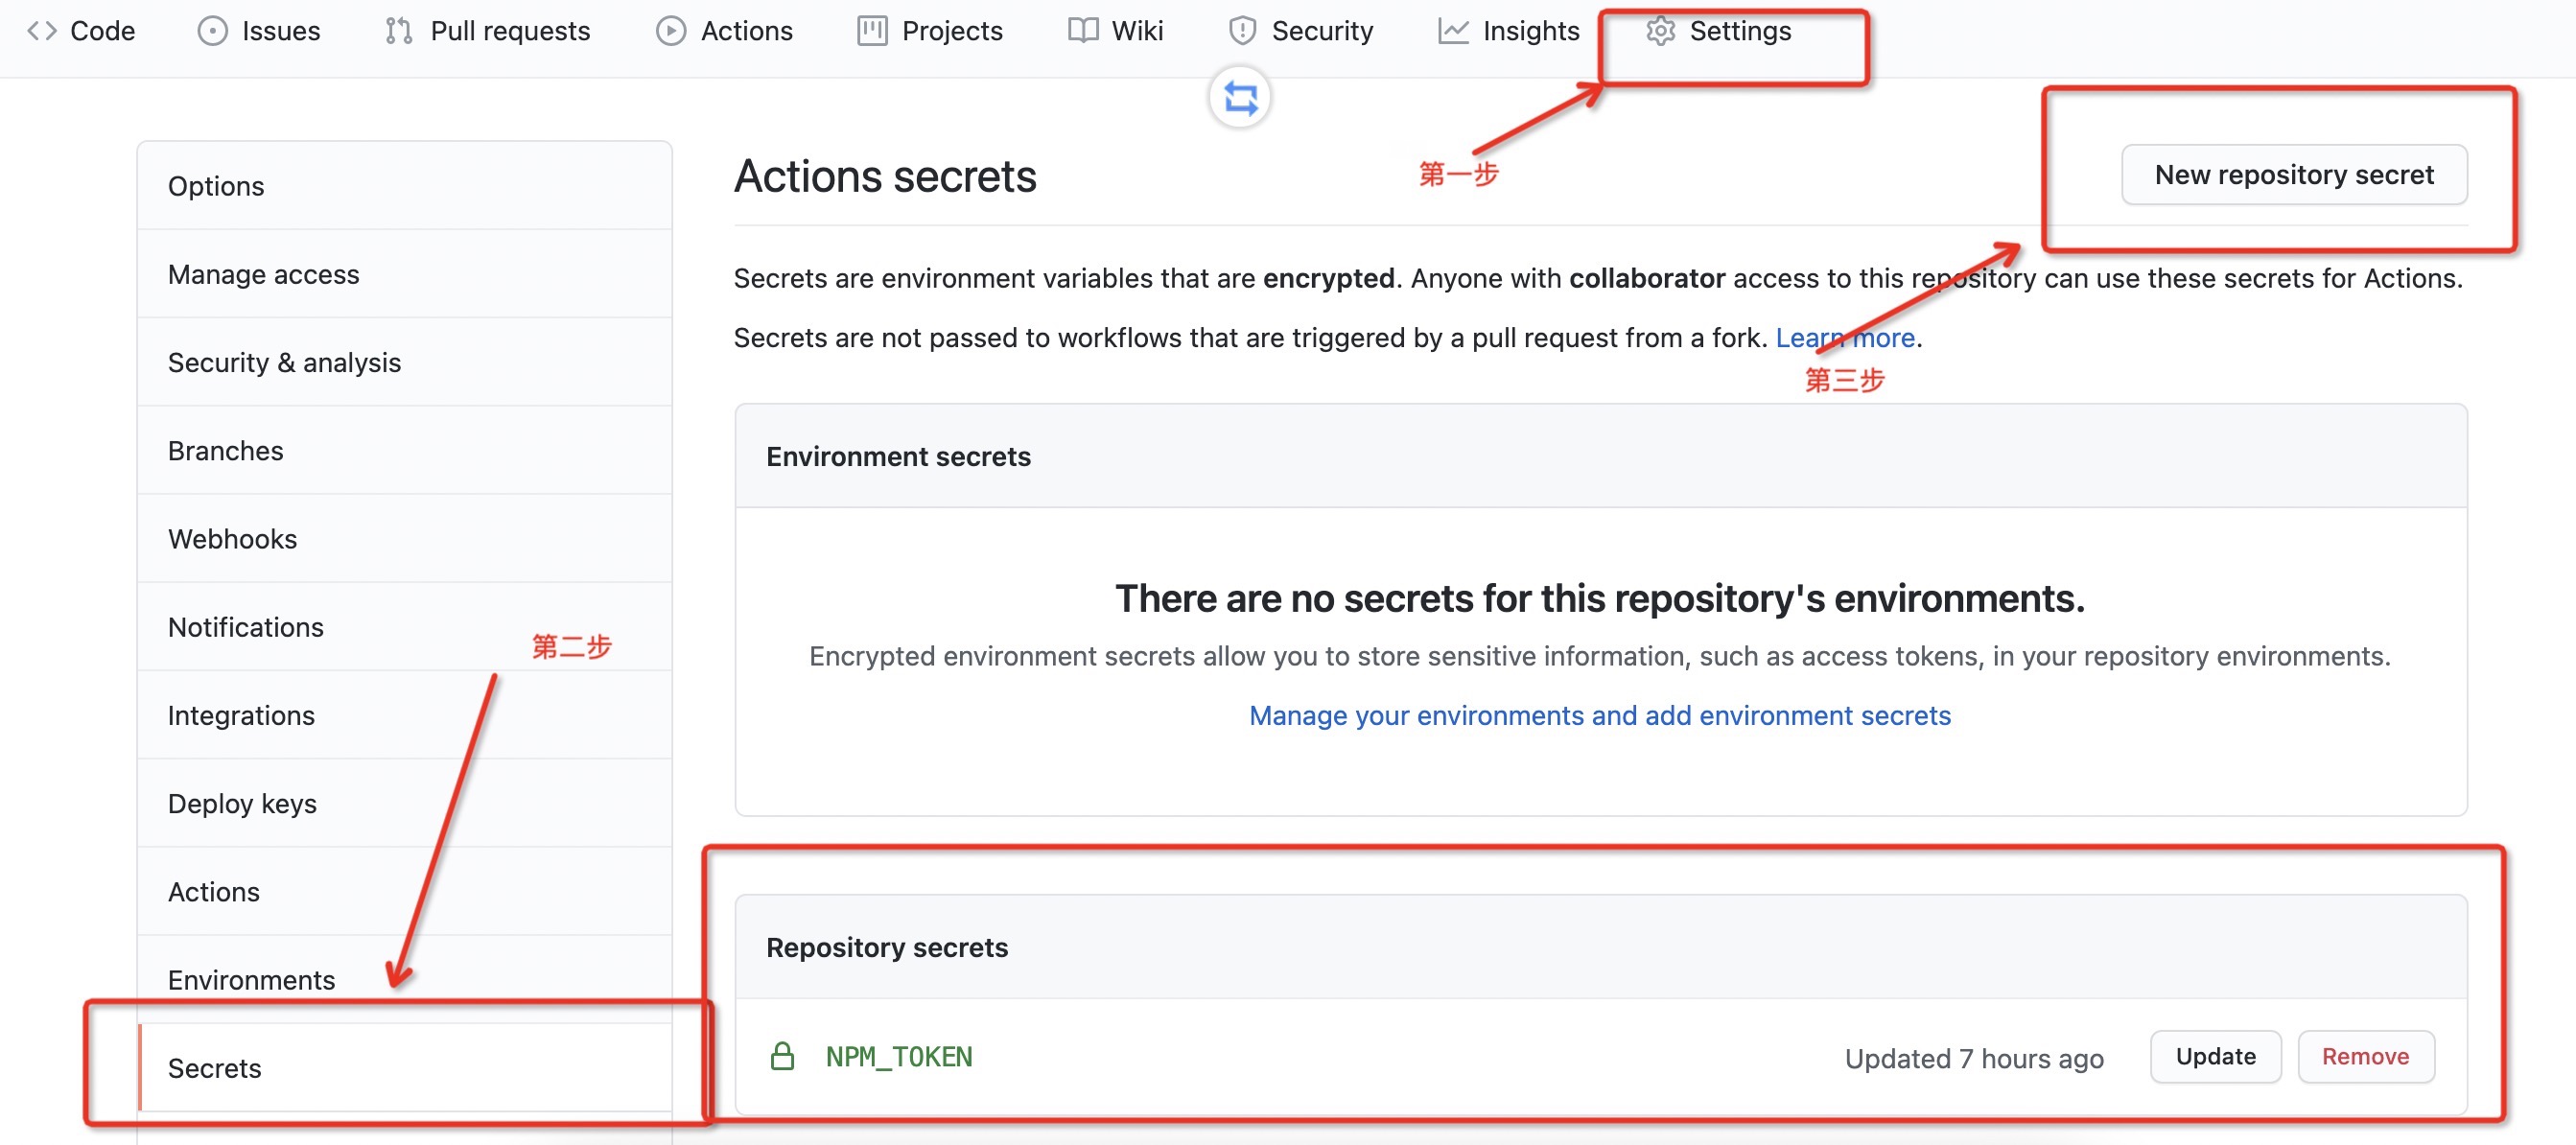 Code Issues Pull requests Actions Projects Wiki Security Insights Settings
第一步
Actions secrets
New repository secret
Secrets are environment variables that are encrypted. Anyone with collaborator access to this repository can use these secrets for Actions.
Secrets are not passed to workflows that are triggered by a pull request from a fork. Learn more.
第三步
Options
Manage access
Security & analysis
Branches
Webhooks
Notifications
第二步
Integrations
Deploy keys
Actions
Environments
Secrets
Environment secrets
There are no secrets for this repository's environments.
Encrypted environment secrets allow you to store sensitive information, such as access tokens, in your repository environments.
Manage your environments and add environment secrets
Repository secrets
NPM_TOKEN Updated 7 hours ago Update Remove